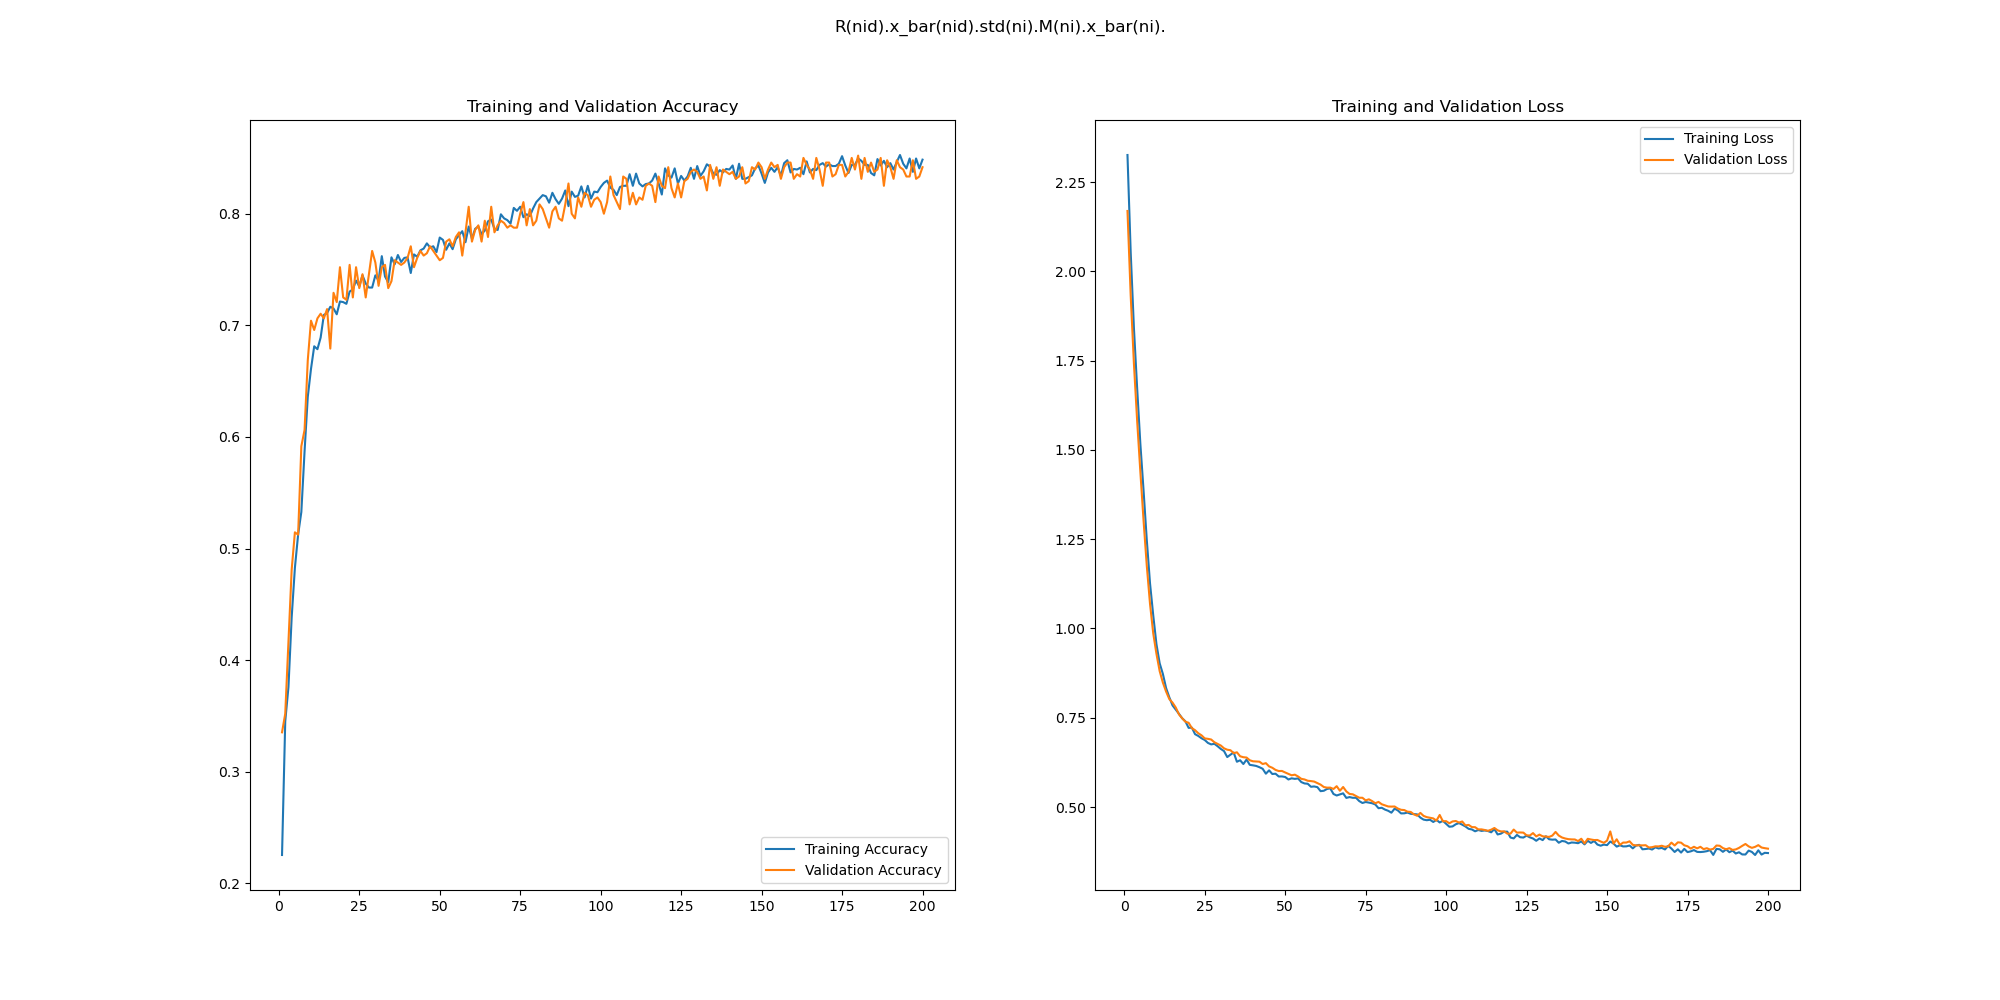 R(nid).x_bar(nid).std(ni).M(ni).x_bar(ni).
Training and Validation Accuracy
0.8
0.7
0.6
0.5
0.4
0.3
0.2
0 25 50 75 100 125 150 175 200
Training Accuracy
Validation Accuracy
Training and Validation Loss
Training Loss
Validation Loss
2.25
2.00
1.75
1.50
1.25
1.00
0.75
0.50
0 25 50 75 100 125 150 175 200